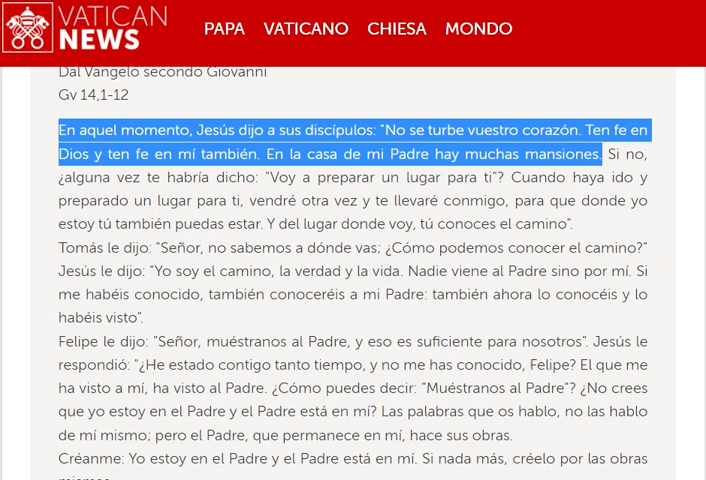 VATICAN
NEWS
PAPA VATICANO CHIESA MONDO
Dal Vangelo secondo Giovanni
Gv 14,1-12
En aquel momento, Jesús dijo a sus discípulos: "No se turbe vuestro corazón. Ten fe en
Dios y ten fe en mí también. En la casa de mi Padre hay muchas mansiones. Si no,
¿alguna vez te habría dicho: "Voy a preparar un lugar para ti"? Cuando haya ido y
preparado un lugar para ti, vendré otra vez y te llevaré conmigo, para que donde yo
estoy tú también puedas estar. Y del lugar donde voy, tú conoces el camino".
Tomás le dijo: "Señor, no sabemos a dónde vas; ¿Cómo podemos conocer el camino?"
Jesús le dijo: "Yo soy el camino, la verdad y la vida. Nadie viene al Padre sino por mí. Si
me habéis conocido, también conoceréis a mi Padre: también ahora lo conocéis y lo
habéis visto".
Felipe le dijo: "Señor, muéstranos al Padre, y eso es suficiente para nosotros". Jesús le
respondió: "¿He estado contigo tanto tiempo, y no me has conocido, Felipe? El que me
ha visto a mí, ha visto al Padre. ¿Cómo puedes decir: "Muéstranos al Padre"? ¿No crees
que yo estoy en el Padre y el Padre está en mí? Las palabras que os hablo, no las hablo
de mí mismo; pero el Padre, que permanece en mí, hace sus obras.
Créanme: Yo estoy en el Padre y el Padre está en mí. Si nada más, créelo por las obras